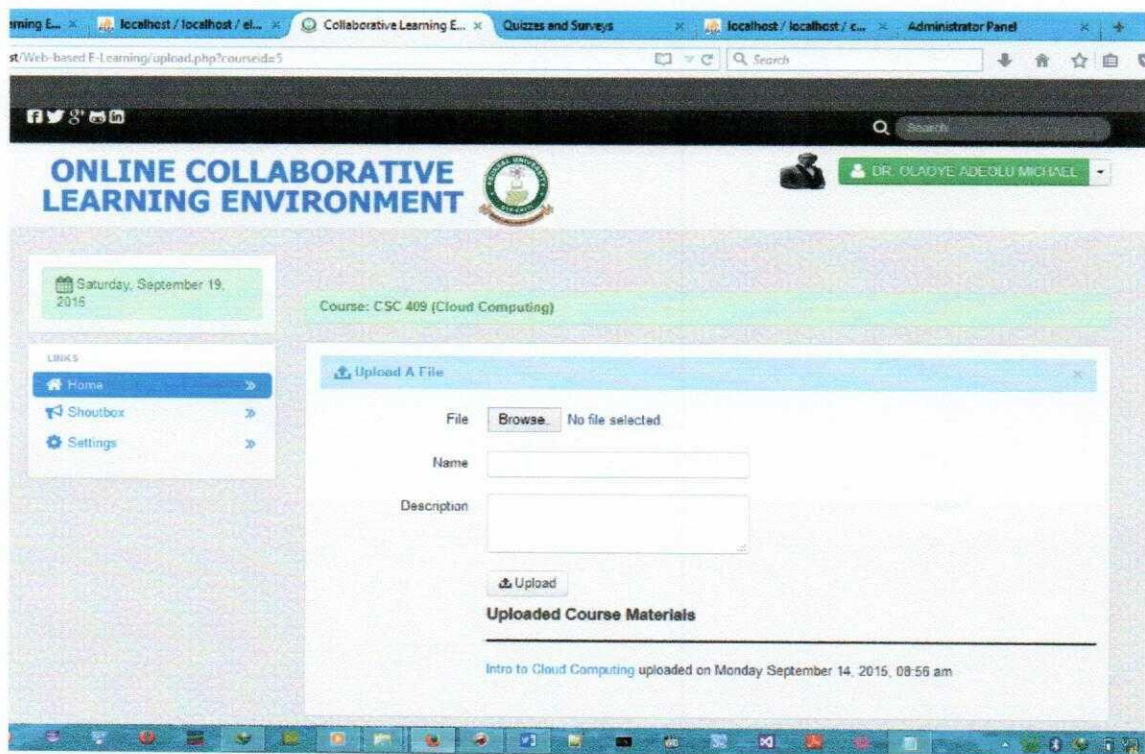 rning E... ×
localhost / localhost / el... ×
Collaborative Learning E... ×
Quizzes and Surveys ×
localhost / localhost / c... ×
Administrator Panel ×
st/Web-based E-Learning/upload.php?courseid=5
Search
Search
ONLINE COLLABORATIVE
LEARNING ENVIRONMENT
DR. OLAOYE ADEOLU MICHAEL
Saturday, September 19,
2015
LINKS
Home
Shoutbox
Settings
Course: CSC 409 (Cloud Computing)
Upload A File ×
File Browse.. No file selected.
Name
Description
Upload
Uploaded Course Materials
Intro to Cloud Computing uploaded on Monday September 14, 2015, 08:56 am